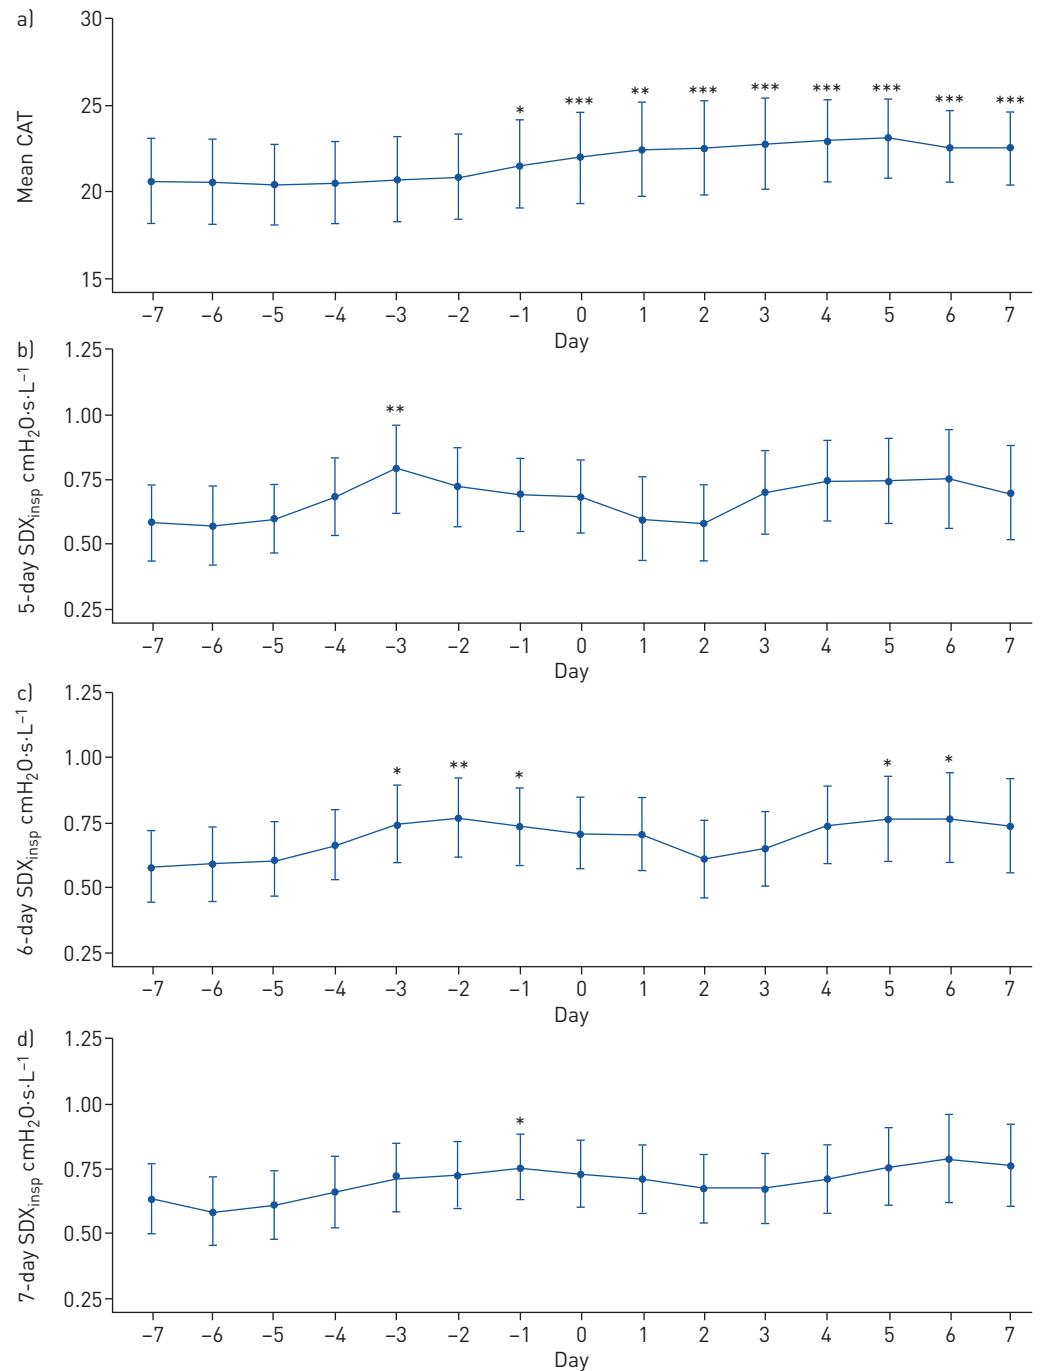 a)
Mean CAT
30
25
20
15
* *** ** *** *** *** *** *** ***
−7 −6 −5 −4 −3 −2 −1 0 1 2 3 4 5 6 7
Day
b)
5-day SDXinsp cmH2O·s·L−1
1.25
1.00
0.75
0.50
0.25
**
−7 −6 −5 −4 −3 −2 −1 0 1 2 3 4 5 6 7
Day
c)
6-day SDXinsp cmH2O·s·L−1
1.25
1.00
0.75
0.50
0.25
* ** * * *
−7 −6 −5 −4 −3 −2 −1 0 1 2 3 4 5 6 7
Day
d)
7-day SDXinsp cmH2O·s·L−1
1.25
1.00
0.75
0.50
0.25
*
−7 −6 −5 −4 −3 −2 −1 0 1 2 3 4 5 6 7
Day